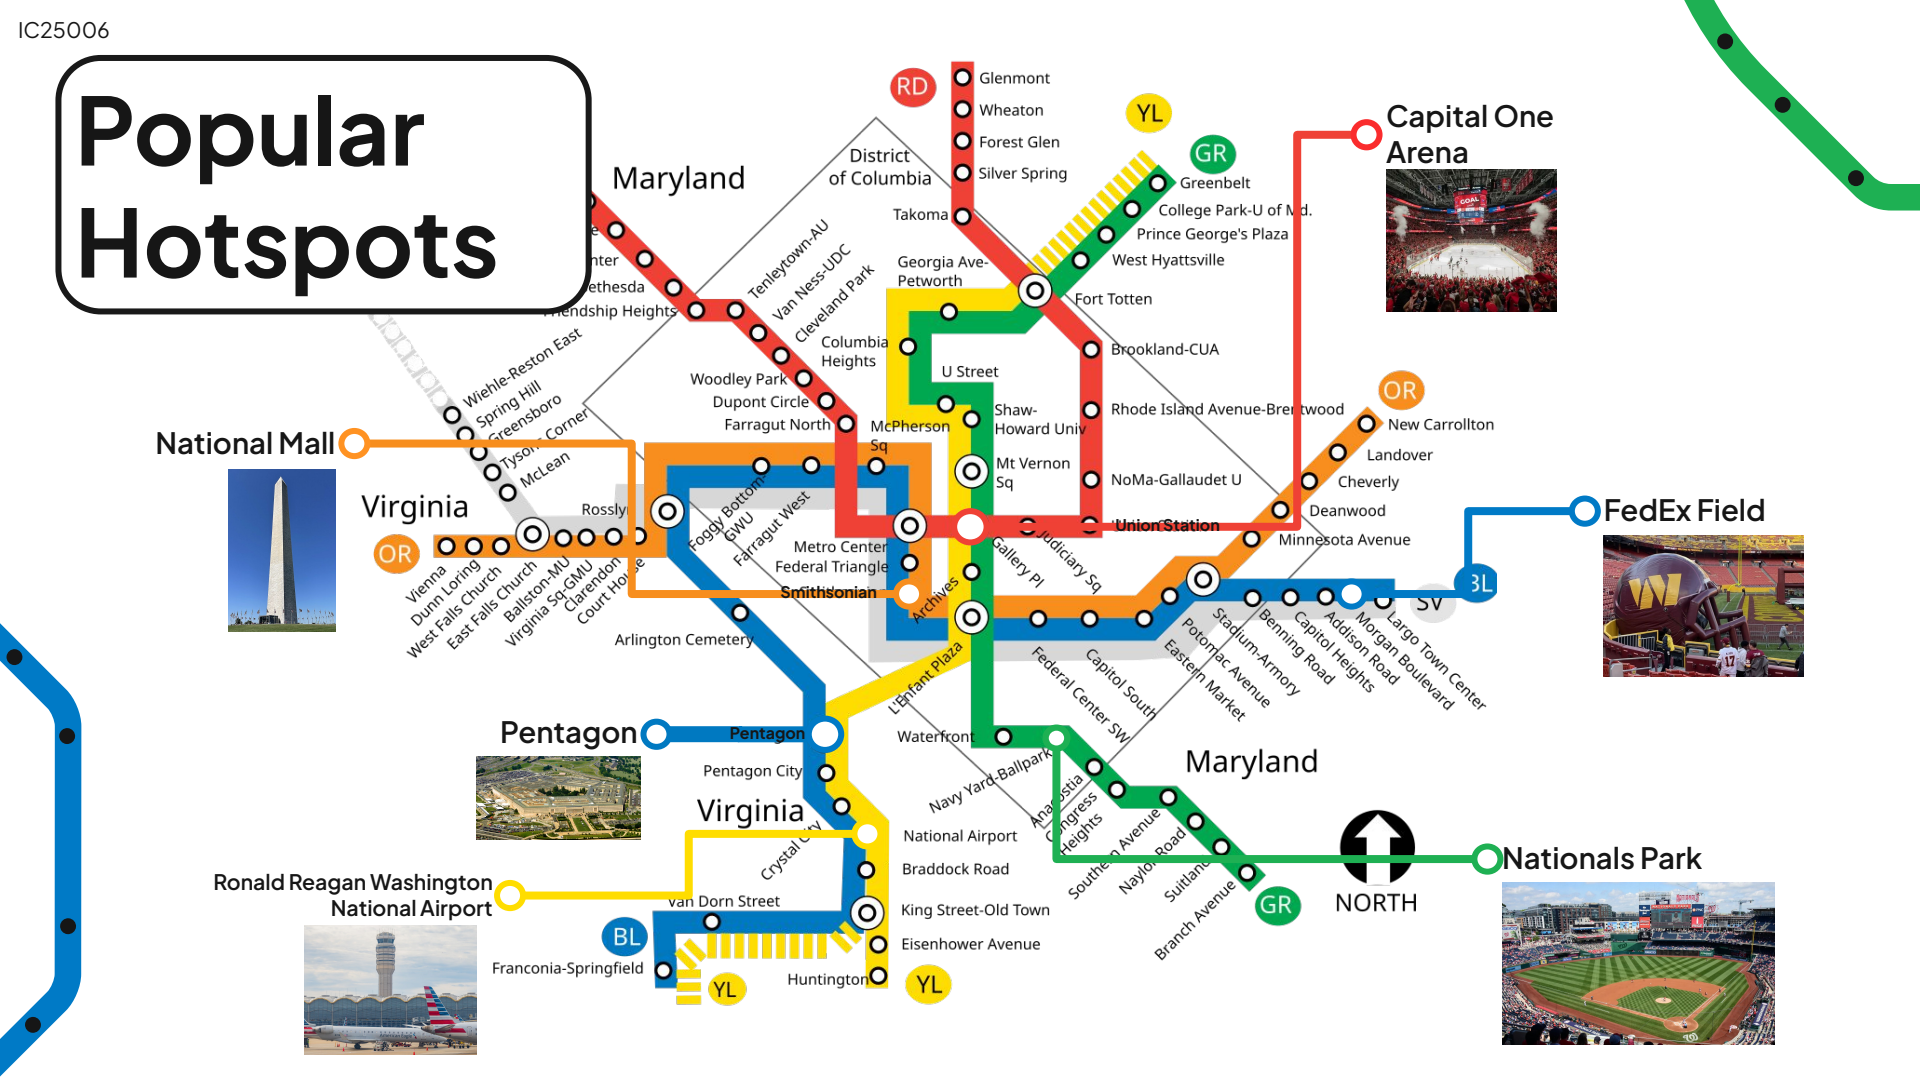 IC25006
Popular
Hotspots
RD
Glenmont
Wheaton
Forest Glen
Silver Spring
Takoma
YL
GR
Greenbelt
College Park-U of Md.
Prince George's Plaza
West Hyattsville
Fort Totten
Capital One
Arena
GOAL
Maryland
District
of Columbia
Tenleytown-AU
Van Ness-UDC
Cleveland Park
Georgia Ave-
Petworth
Columbia
Heights
U Street
Woodley Park
Dupont Circle
Farragut North
McPherson
Sq
Shaw-
Howard Univ
Mt Vernon
Sq
Brookland-CUA
Rhode Island Avenue-Brentwood
NoMa-Gallaudet U
Union Station
OR
New Carrollton
Landover
Cheverly
Deanwood
Minnesota Avenue
Wiehle-Reston East
Spring Hill
Greensboro
Tysons Corner
McLean
National Mall
Virginia
OR
Vienna
Dunn Loring
West Falls Church
East Falls Church
Ballston-MU
Virginia Sq-GMU
Clarendon
Court House
Foggy Bottom-
GWU
Farragut West
Metro Center
Federal Triangle
Smithsonian
Archives
Gallery Pl
Judiciary Sq
L'Enfant Plaza
Federal Center SW
Capitol South
Eastern Market
Potomac Avenue
Stadium-Armory
Benning Road
Capitol Heights
Addison Road
Morgan Boulevard
Largo Town Center
SV
FedEx Field
W
17
Arlington Cemetery
Pentagon
Pentagon
Pentagon City
Virginia
Crystal City
National Airport
Braddock Road
King Street-Old Town
Eisenhower Avenue
Huntington
YL
Van Dorn Street
BL
Franconia-Springfield
YL
Ronald Reagan Washington
National Airport
Waterfront
Navy Yard-Ballpark
Anacostia
Congress
Heights
Southern Avenue
Naylor Road
Suitland
Branch Avenue
GR
Maryland
NORTH
Nationals Park